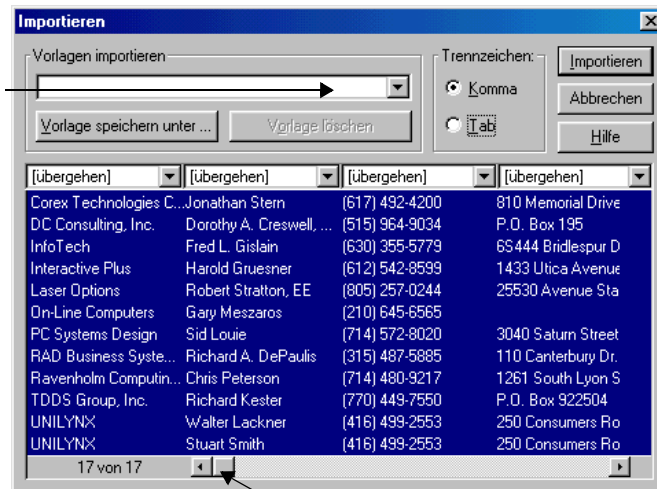 Importieren
Vorlagen importieren
Trennzeichen:
Importieren
Komma
Abbrechen
Vorlage speichern unter ...
Vorlage löschen
Tab
Hilfe
[übergehen] [übergehen] [übergehen] [übergehen]
Corex Technologies C... Jonathan Stern (617) 492-4200 810 Memorial Drive
DC Consulting, Inc. Dorothy A. Creswell, ... (515) 964-9034 P.O. Box 195
InfoTech Fred L. Gislain (630) 355-5779 6S444 Bridlespur D
Interactive Plus Harold Gruesner (612) 542-8599 1433 Utica Avenue
Laser Options Robert Stratton, EE (805) 257-0244 25530 Avenue Sta
On-Line Computers Gary Meszaros (210) 645-6565
PC Systems Design Sid Louie (714) 572-8020 3040 Saturn Street
RAD Business Syste... Richard A. DePaulis (315) 487-5885 110 Canterbury Dr.
Ravenholm Computin... Chris Peterson (714) 480-9217 1261 South Lyon S
TDDS Group, Inc. Richard Kester (770) 449-7550 P.O. Box 922504
UNILYNX Walter Lackner (416) 499-2553 250 Consumers Ro
UNILYNX Stuart Smith (416) 499-2553 250 Consumers Ro
17 von 17